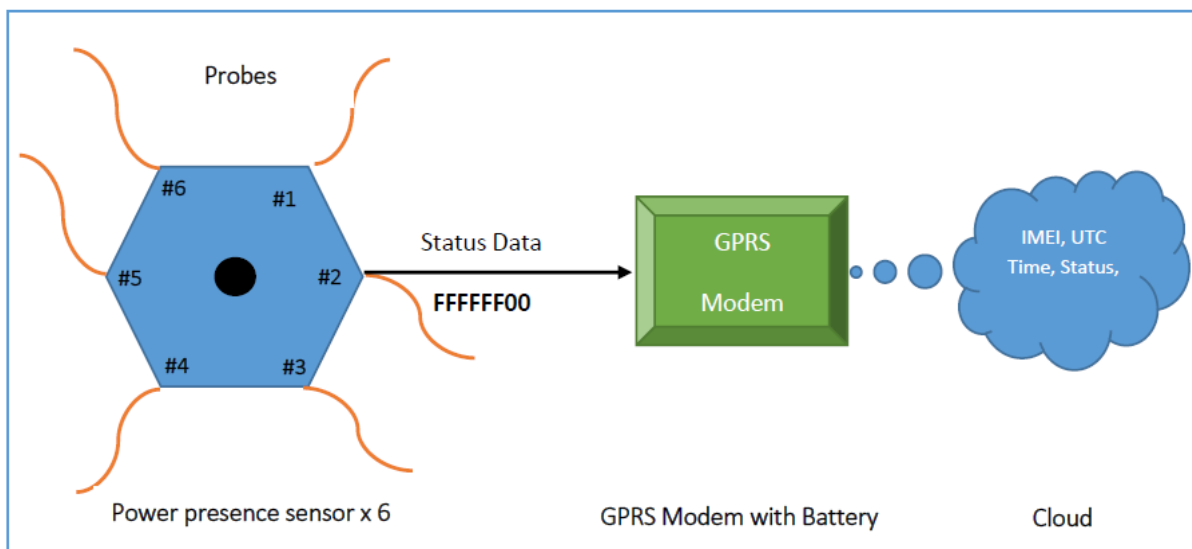 Probes
#6
#1
#5
#2
#4
#3
Status Data
FFFFFF00
GPRS
Modem
IMEI, UTC
Time, Status,
Power presence sensor x 6
GPRS Modem with Battery
Cloud